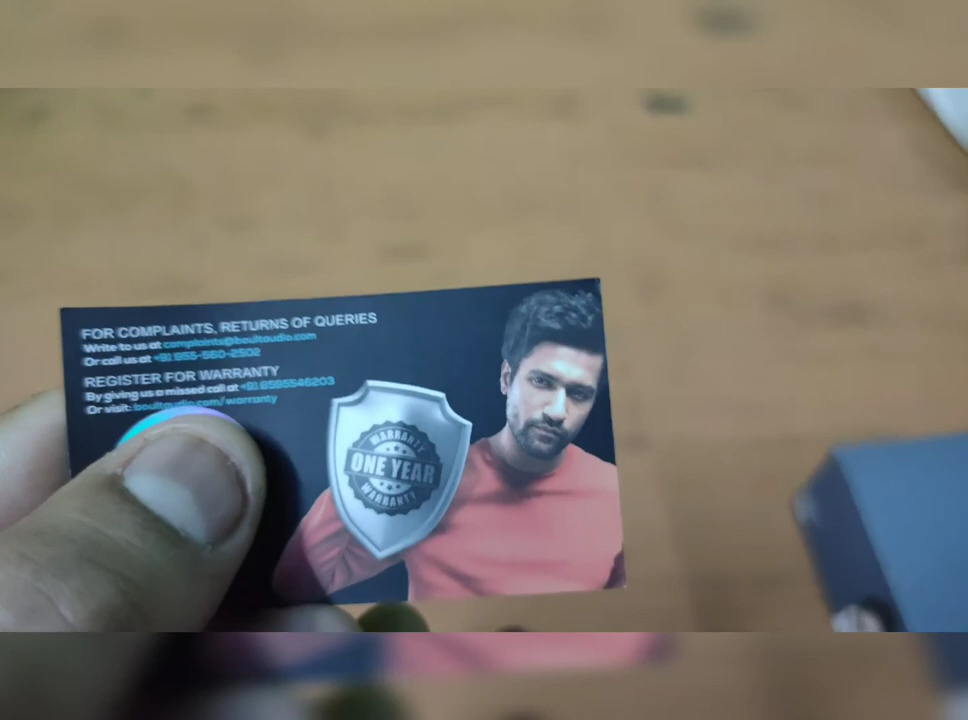 FOR COMPLAINTS, RETURNS OF QUERIES
Write to us at complaints@boultaudio.com
Or call us at +91 955-560-2502
REGISTER FOR WARRANTY
By giving us a missed call at +91 8595546203
Or visit: boultaudio.com/warranty
WARRANTY
ONE YEAR
WARRANTY